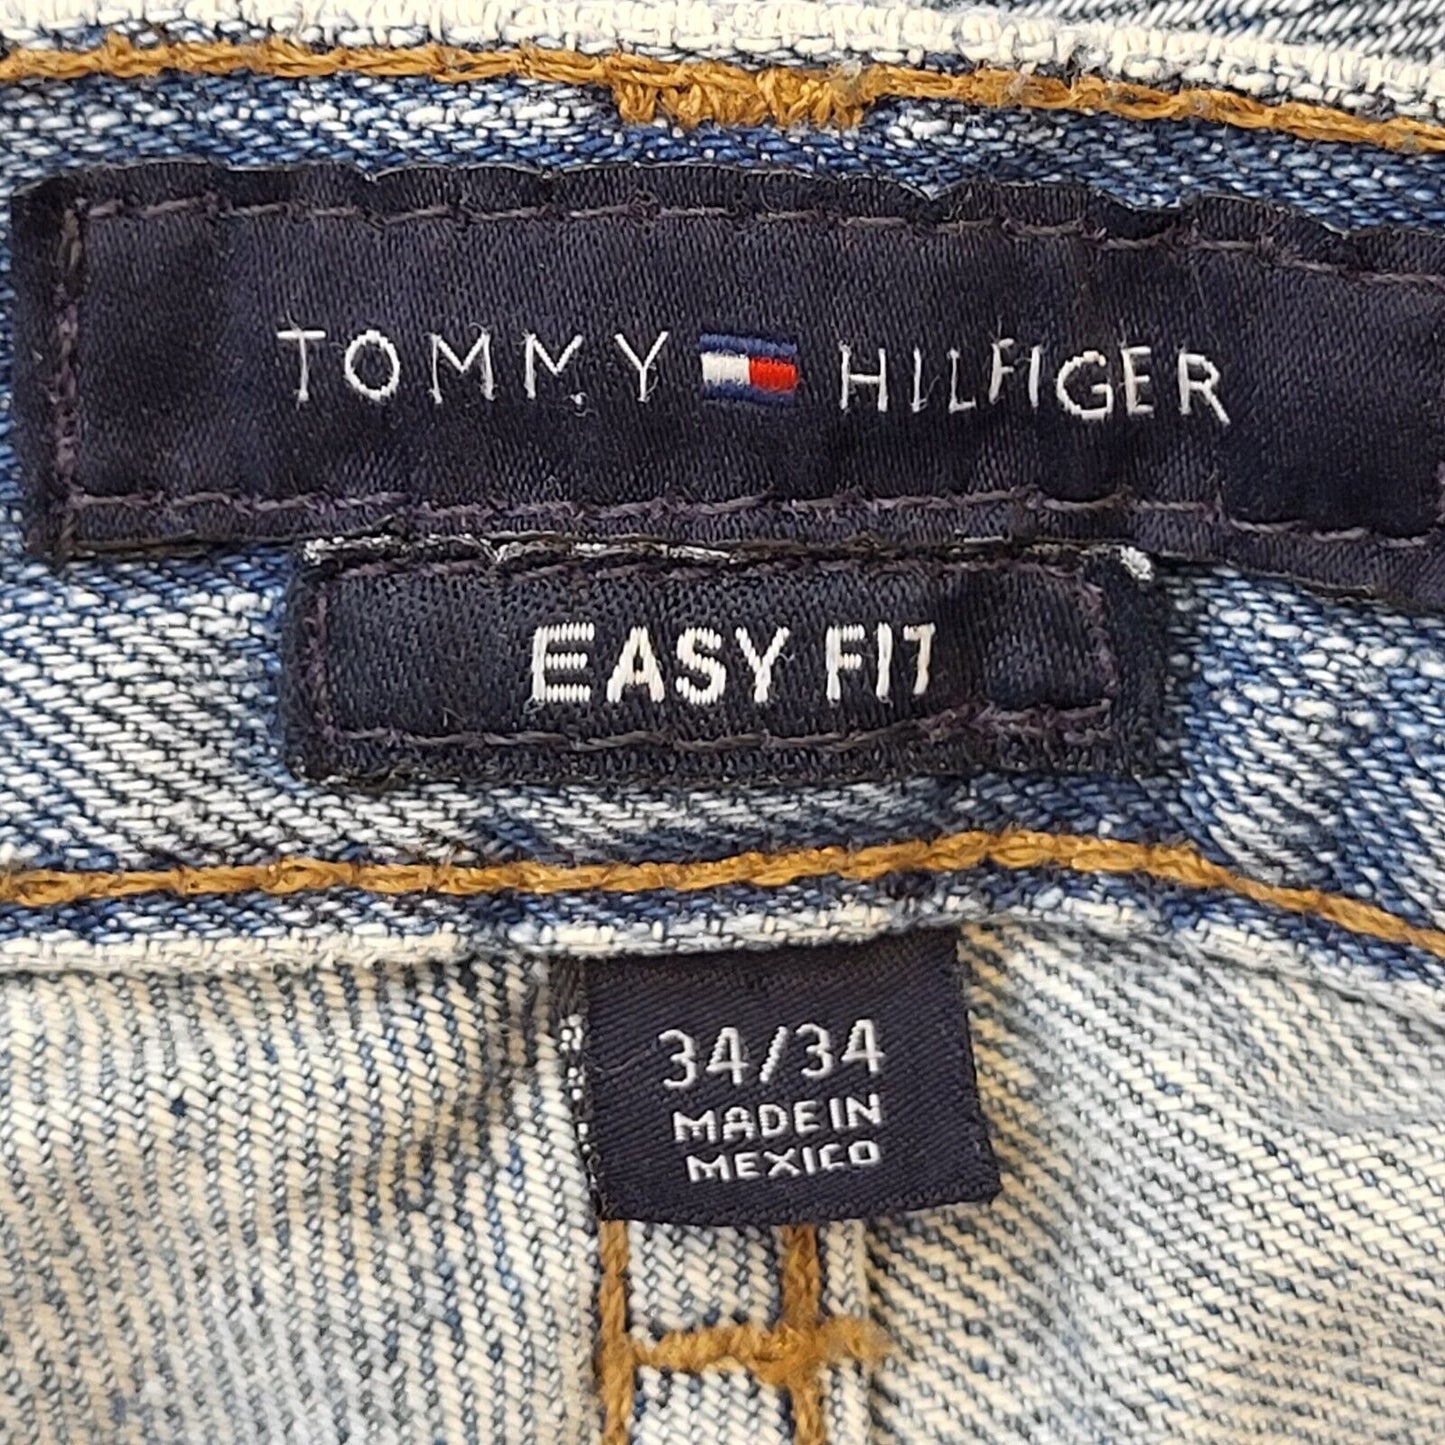 TOMMY HILFIGER
EASY FIT
34/34
MADE IN
MEXICO